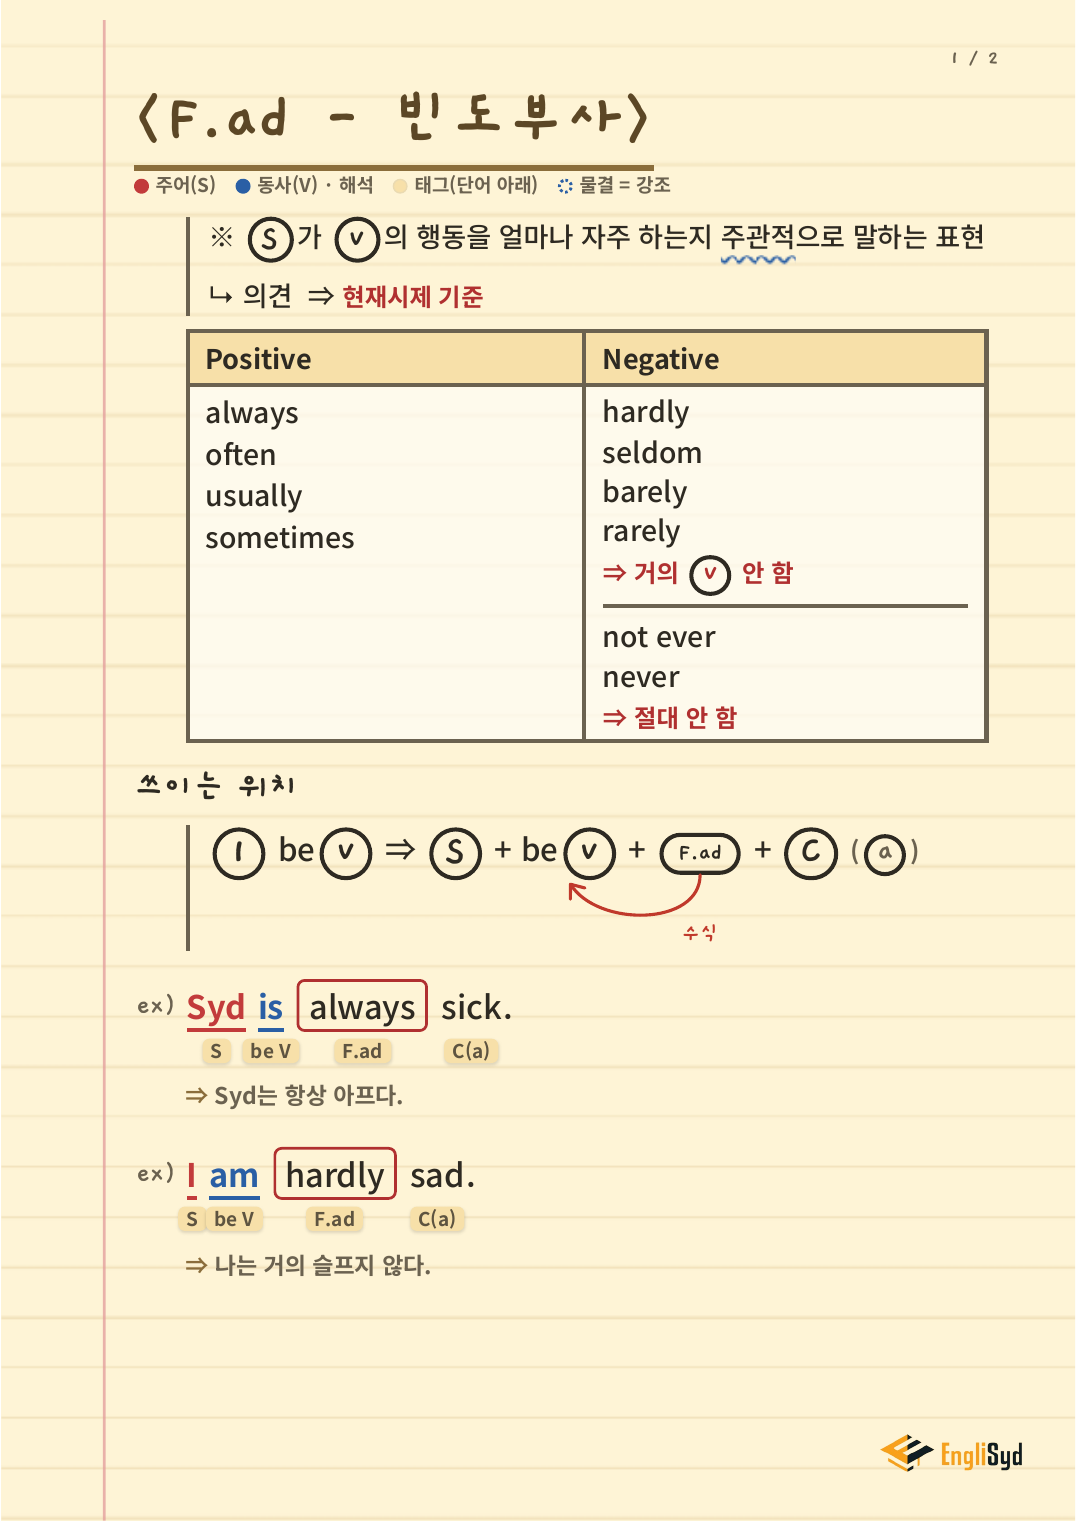 1 / 2
<F.ad - 빈도부사>
주어(S) 동사(V) · 해석 태그(단어 아래) 물결 = 강조
※ S가 V의 행동을 얼마나 자주 하는지 주관적으로 말하는 표현
↳ 의견 ⇒ 현재시제 기준
Positive
always
often
usually
sometimes
Negative
hardly
seldom
barely
rarely
⇒ 거의 V 안 함
not ever
never
⇒ 절대 안 함
쓰이는 위치
1 be V ⇒ S + be V + F.ad + C (a)
수식
ex) Syd is always sick.
S be V F.ad C(a)
⇒ Syd는 항상 아프다.
ex) I am hardly sad.
S be V F.ad C(a)
⇒ 나는 거의 슬프지 않다.
EngliSyd